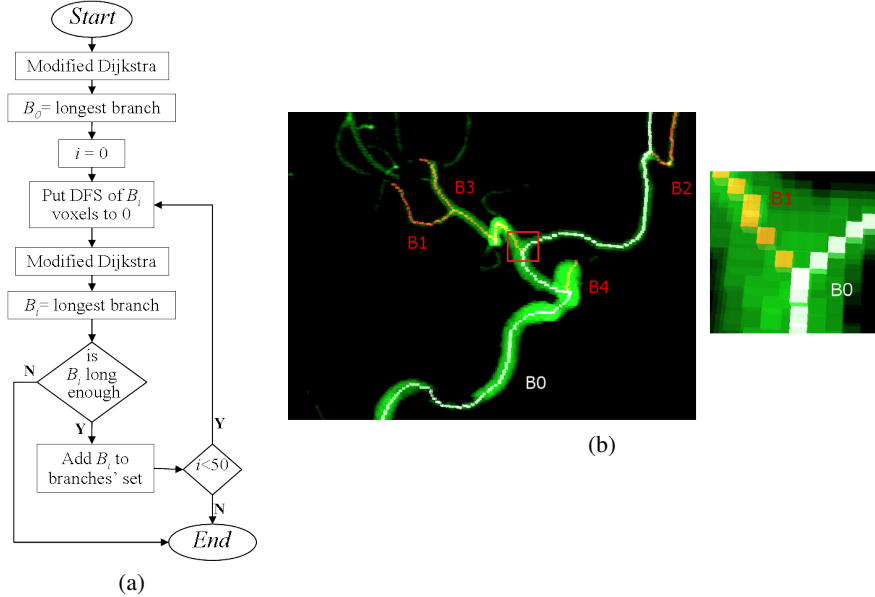 Start
Modified Dijkstra
B0= longest branch
i = 0
Put DFS of Bi
voxels to 0
Modified Dijkstra
Bi= longest branch
is
Bi long
enough
N
Y
Add Bi to
branches' set
i<50
Y
N
End
(a)
B3
B1
B2
B4
B0
(b)
B1
B0